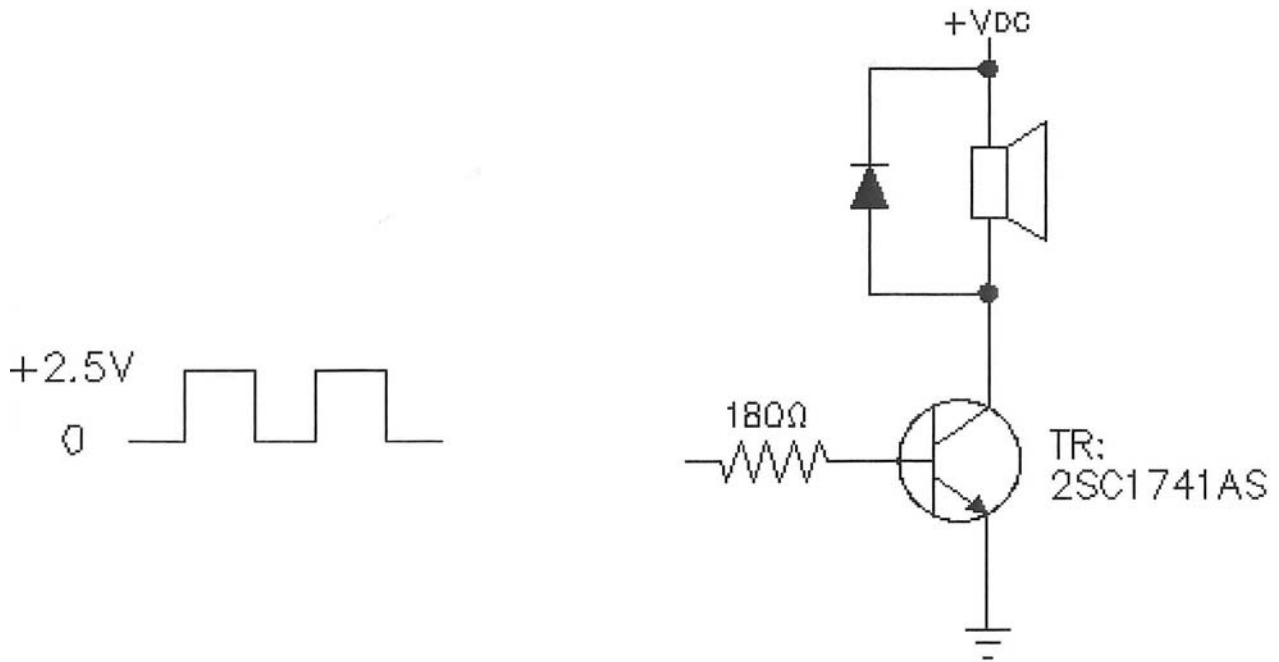 +VDC
+2.5V
0
180Ω
TR:
2SC1741AS